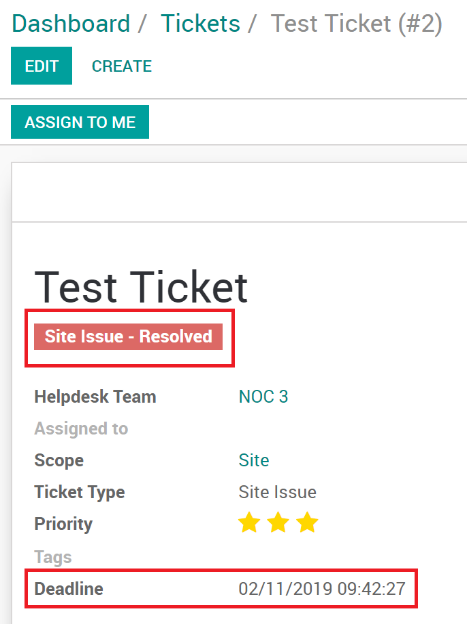 Dashboard / Tickets / Test Ticket (#2)
EDIT CREATE
ASSIGN TO ME
Test Ticket
Site Issue - Resolved
Helpdesk Team NOC 3
Assigned to
Scope Site
Ticket Type Site Issue
Priority
Tags
Deadline 02/11/2019 09:42:27